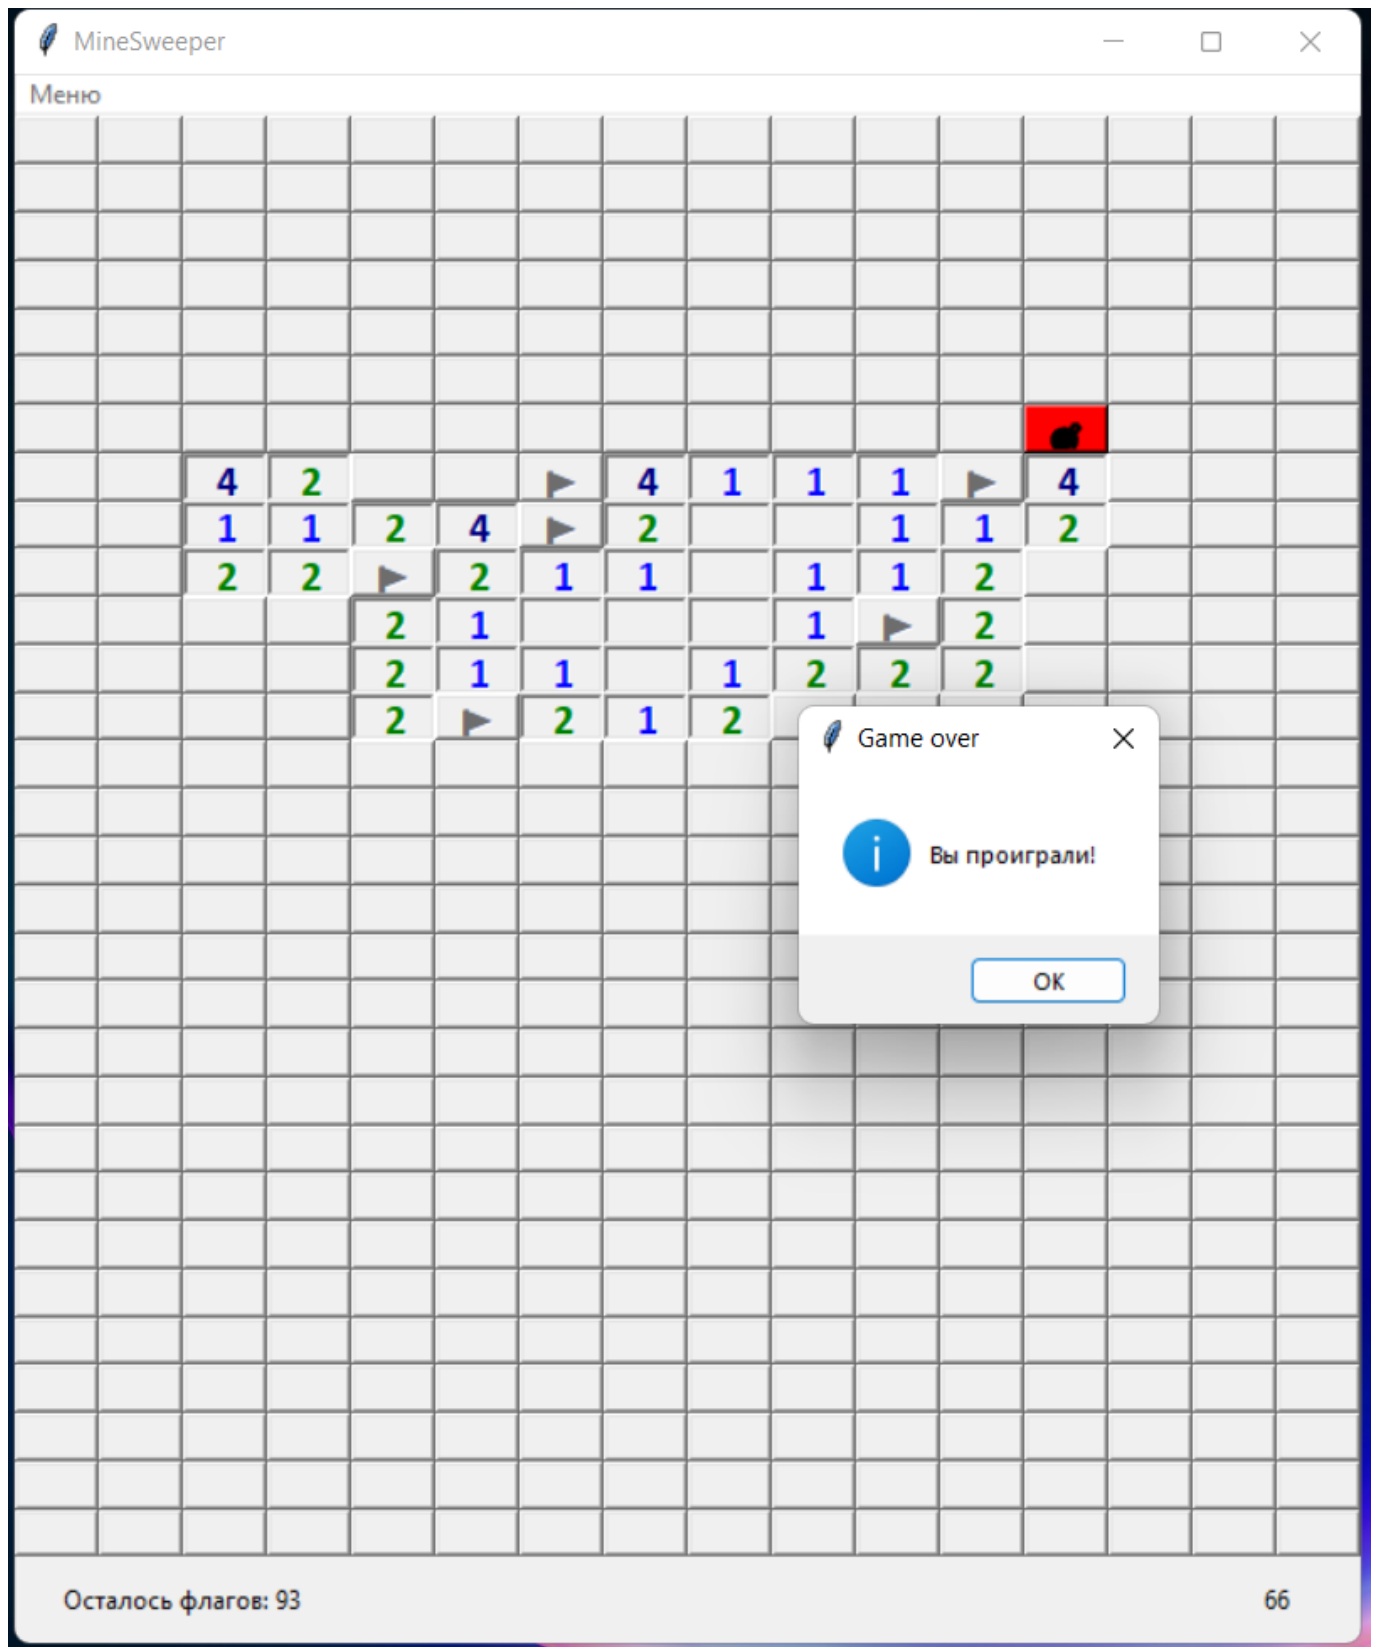 MineSweeper
Меню
4 2 4 1 1 1 4
1 1 2 4 2 1 1 2
2 2 2 1 1 1 1 2
2 1 1 2
2 1 1 1 2 2 2
2 2 1 2
Game over
Вы проиграли!
OK
Осталось флагов: 93
66